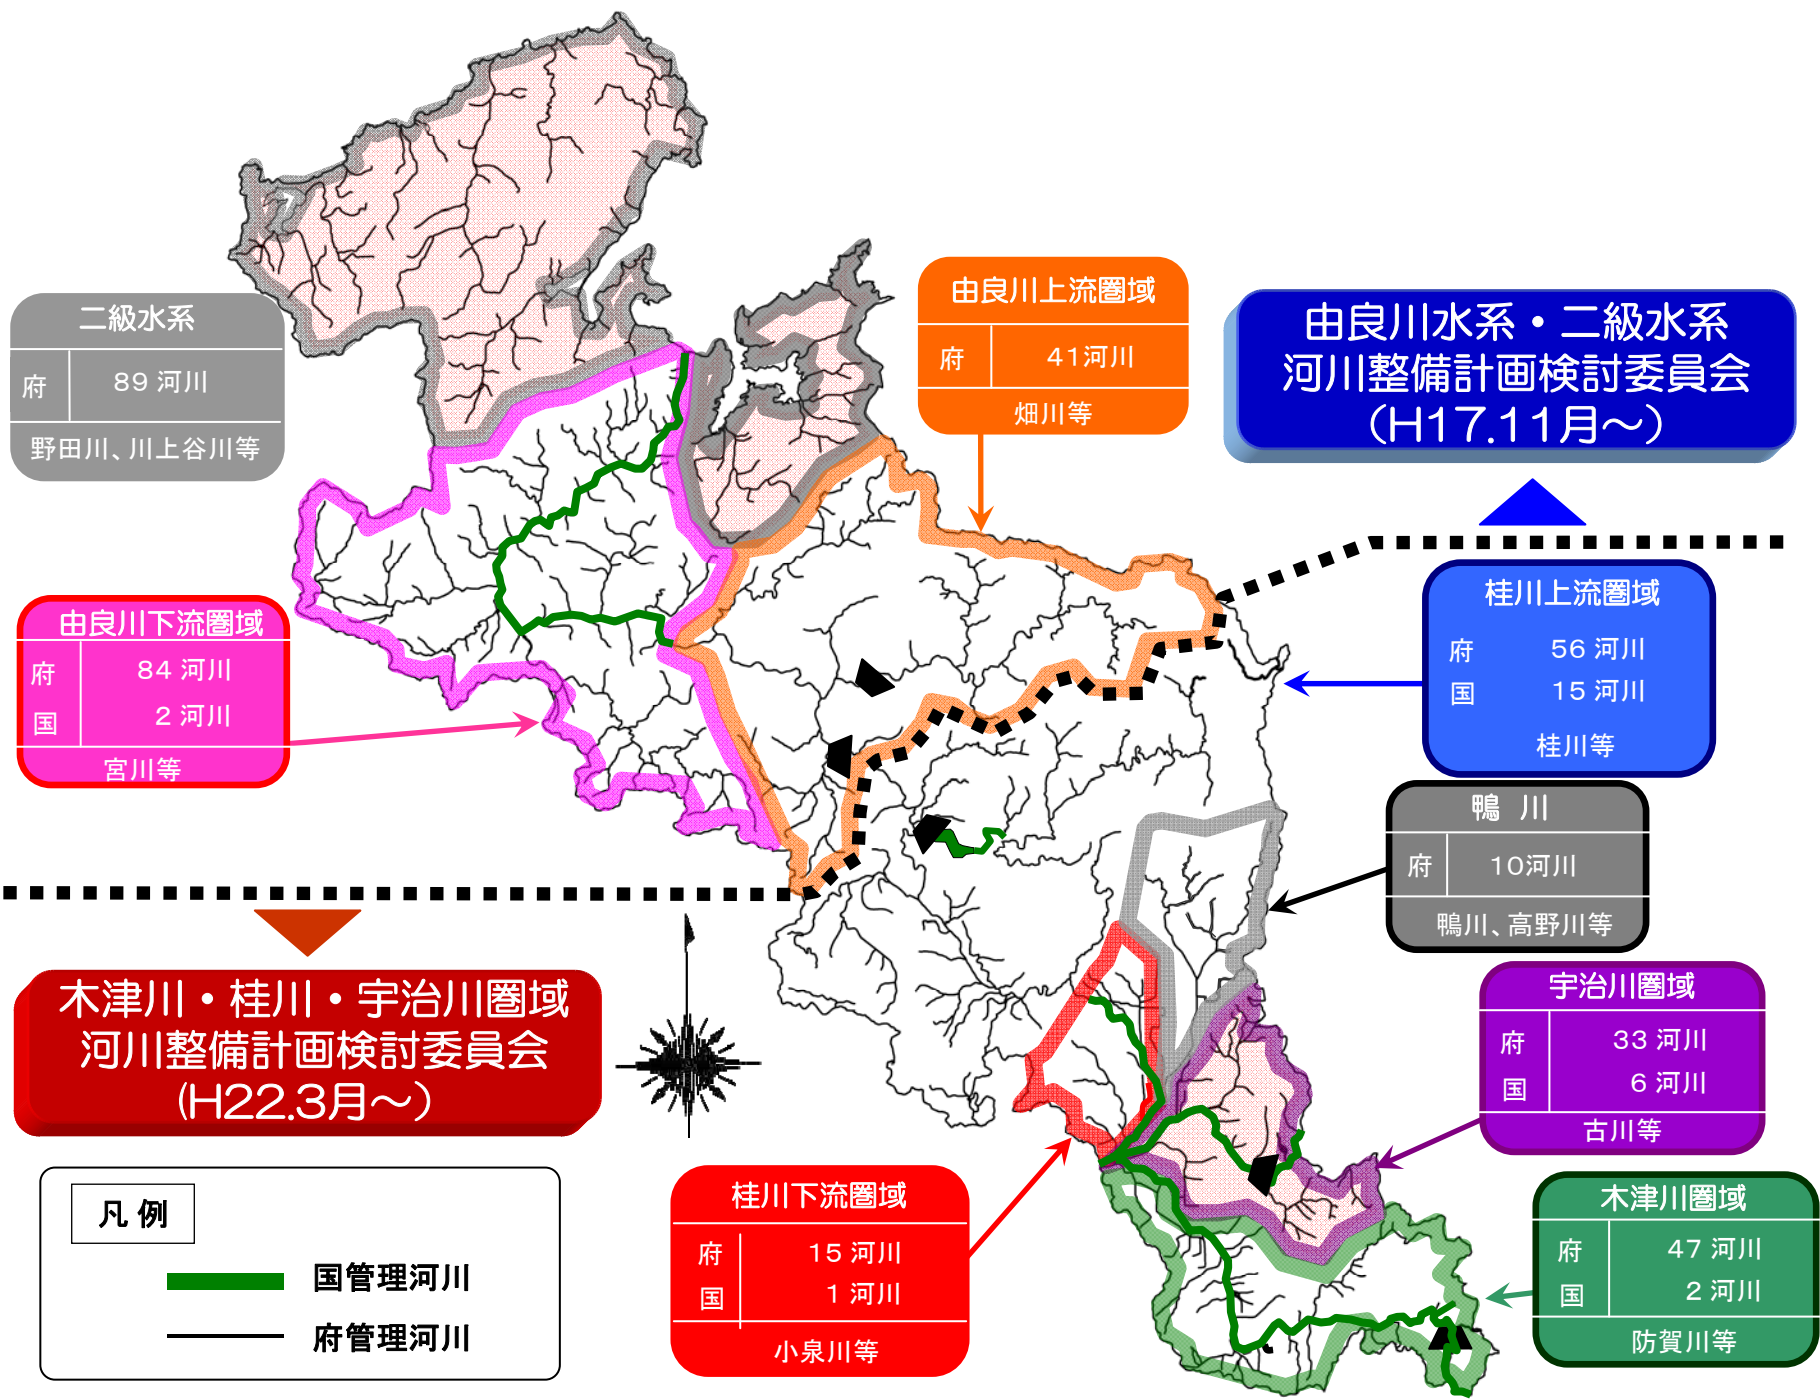 由良川上流圏域
府 41河川
畑川等
二級水系
府 89 河川
野田川、川上谷川等
由良川水系・二級水系
河川整備計画検討委員会
(H17.11月～)
桂川上流圏域
府 56 河川
国 15 河川
桂川等
由良川下流圏域
府 84 河川
国 2 河川
宮川等
鴨 川
府 10河川
鴨川、高野川等
木津川・桂川・宇治川圏域
河川整備計画検討委員会
(H22.3月～)
宇治川圏域
府 33 河川
国 6 河川
古川等
桂川下流圏域
府 15 河川
国 1 河川
小泉川等
木津川圏域
府 47 河川
国 2 河川
防賀川等
凡 例
国管理河川
府管理河川